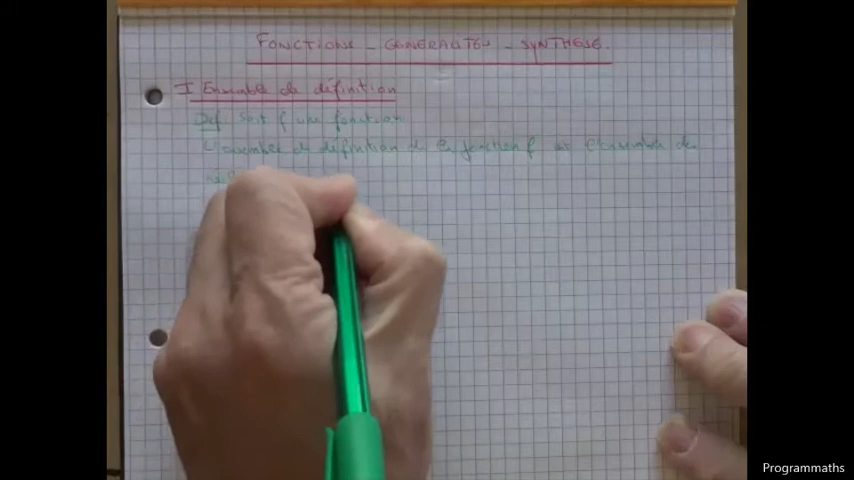 FONCTIONS - GENERALITES - SYNTHESE.
I Ensemble de définition
Def: Soit f une fonction
L'ensemble de définition de la fonction f est l'ensemble des
Programmaths